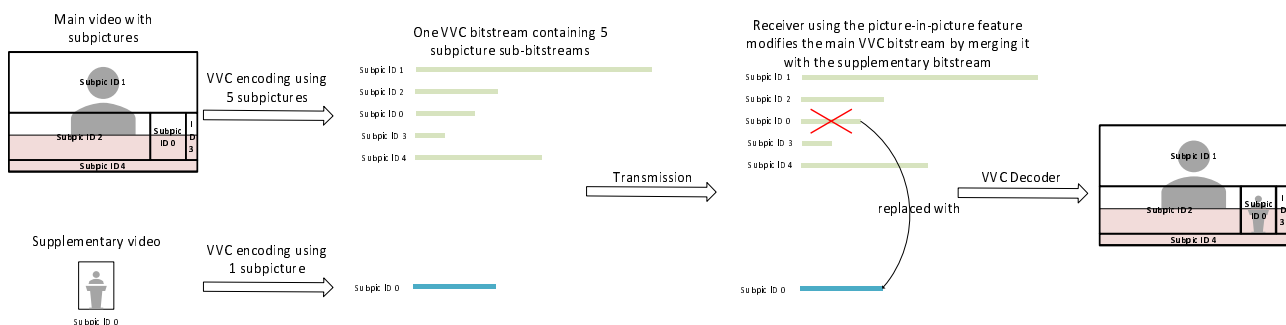 Main video with
subpictures
Subpic ID 1
Subpic ID 2
Subpic
ID 0
I
D
3
Subpic ID 4
VVC encoding using
5 subpictures
One VVC bitstream containing 5
subpicture sub-bitstreams
Subpic ID 1
Subpic ID 2
Subpic ID 0
Subpic ID 3
Subpic ID 4
Transmission
Receiver using the picture-in-picture feature
modifies the main VVC bitstream by merging it
with the supplementary bitstream
Subpic ID 1
Subpic ID 2
Subpic ID 0
Subpic ID 3
Subpic ID 4
replaced with
VVC Decoder
Subpic ID 1
Subpic ID 2
Subpic
ID 0
I
D
3
Subpic ID 4
Supplementary video
Subpic ID 0
VVC encoding using
1 subpicture
Subpic ID 0
Subpic ID 0